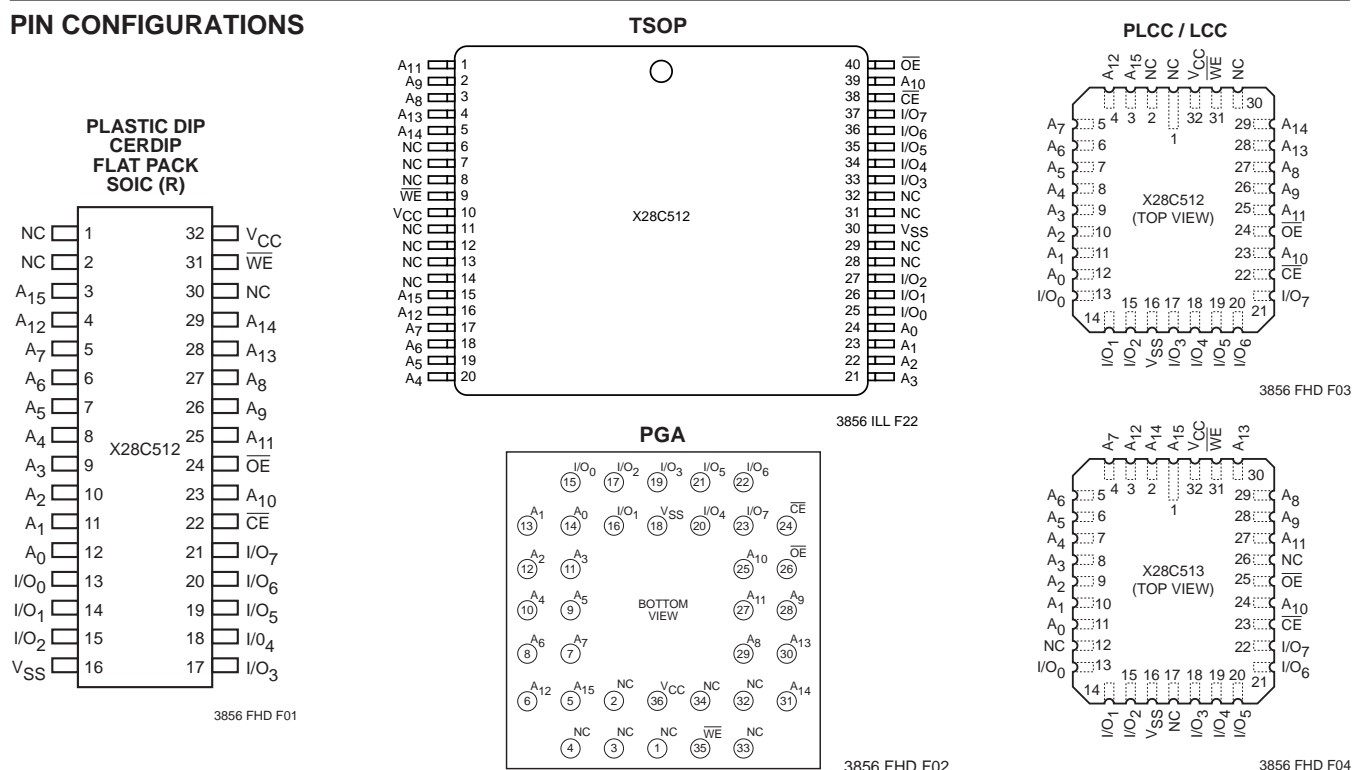 PIN CONFIGURATIONS
PLASTIC DIP
CERDIP
FLAT PACK
SOIC (R)
NC 1 32 VCC
NC 2 31 WE
A15 3 30 NC
A12 4 29 A14
A7 5 28 A13
A6 6 27 A8
A5 7 26 A9
A4 8 25 A11
X28C512
A3 9 24 OE
A2 10 23 A10
A1 11 22 CE
A0 12 21 I/O7
I/O0 13 20 I/O6
I/O1 14 19 I/O5
I/O2 15 18 I/04
VSS 16 17 I/O3
3856 FHD F01
TSOP
A11 1 40 OE
A9 2 39 A10
A8 3 38 CE
A13 4 37 I/O7
A14 5 36 I/O6
NC 6 35 I/O5
NC 7 34 I/O4
NC 8 33 I/O3
WE 9 32 NC
VCC 10 31 NC
X28C512
NC 11 30 VSS
NC 12 29 NC
NC 13 28 NC
NC 14 27 I/O2
A15 15 26 I/O1
A12 16 25 I/O0
A7 17 24 A0
A6 18 23 A1
A5 19 22 A2
A4 20 21 A3
3856 ILL F22
PGA
I/O0 I/O2 I/O3 I/O5 I/O6
15 17 19 21 22
A1 A0 I/O1 VSS I/O4 I/O7 CE
13 14 16 18 20 23 24
A2 A3 A10 OE
12 11 25 26
A4 A5 A11 A9
10 9 27 28
BOTTOM
VIEW
A6 A7 A8 A13
8 7 29 30
A12 A15 NC VCC NC NC A14
6 5 2 36 34 32 31
NC NC NC WE NC
4 3 1 35 33
3856 FHD F02
PLCC / LCC
A12 A15 NC NC VCC WE NC
4 3 2 1 32 31 30
A7 5 29 A14
A6 6 28 A13
A5 7 27 A8
A4 8 26 A9
X28C512
(TOP VIEW)
A3 9 25 A11
A2 10 24 OE
A1 11 23 A10
A0 12 22 CE
I/O0 13 21 I/O7
14 15 16 17 18 19 20
I/O1 I/O2 VSS I/O3 I/O4 I/O5 I/O6
3856 FHD F03
A7 A12 A14 A15 VCC WE A13
4 3 2 1 32 31 30
A6 5 29 A8
A5 6 28 A9
A4 7 27 A11
A3 8 26 NC
X28C513
(TOP VIEW)
A2 9 25 OE
A1 10 24 A10
A0 11 23 CE
NC 12 22 I/O7
I/O0 13 21 I/O6
14 15 16 17 18 19 20
I/O1 I/O2 VSS NC I/O3 I/O4 I/O5
3856 FHD F04